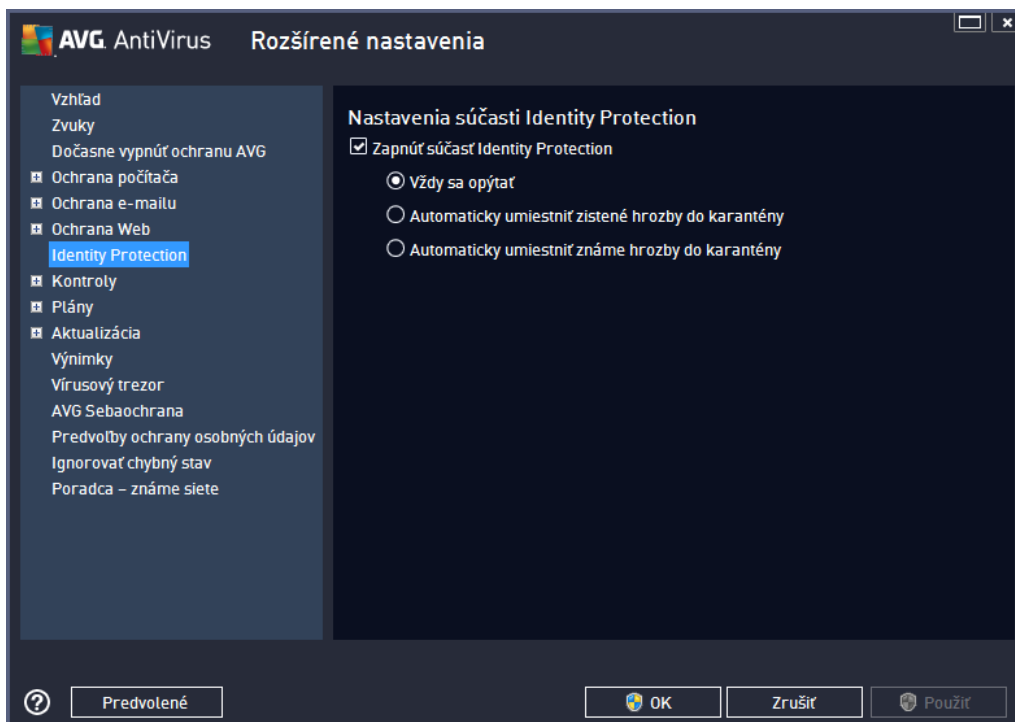 AVG AntiVirus Rozšírené nastavenia
Vzhľad
Zvuky
Dočasne vypnúť ochranu AVG
Ochrana počítača
Ochrana e-mailu
Ochrana Web
Identity Protection
Kontroly
Plány
Aktualizácia
Výnimky
Vírusový trezor
AVG Sebaochrana
Predvoľby ochrany osobných údajov
Ignorovať chybný stav
Poradca – známe siete
Nastavenia súčasti Identity Protection
Zapnúť súčasť Identity Protection
Vždy sa opýtať
Automaticky umiestniť zistené hrozby do karantény
Automaticky umiestniť známe hrozby do karantény
Predvolené
OK
Zrušiť
Použiť